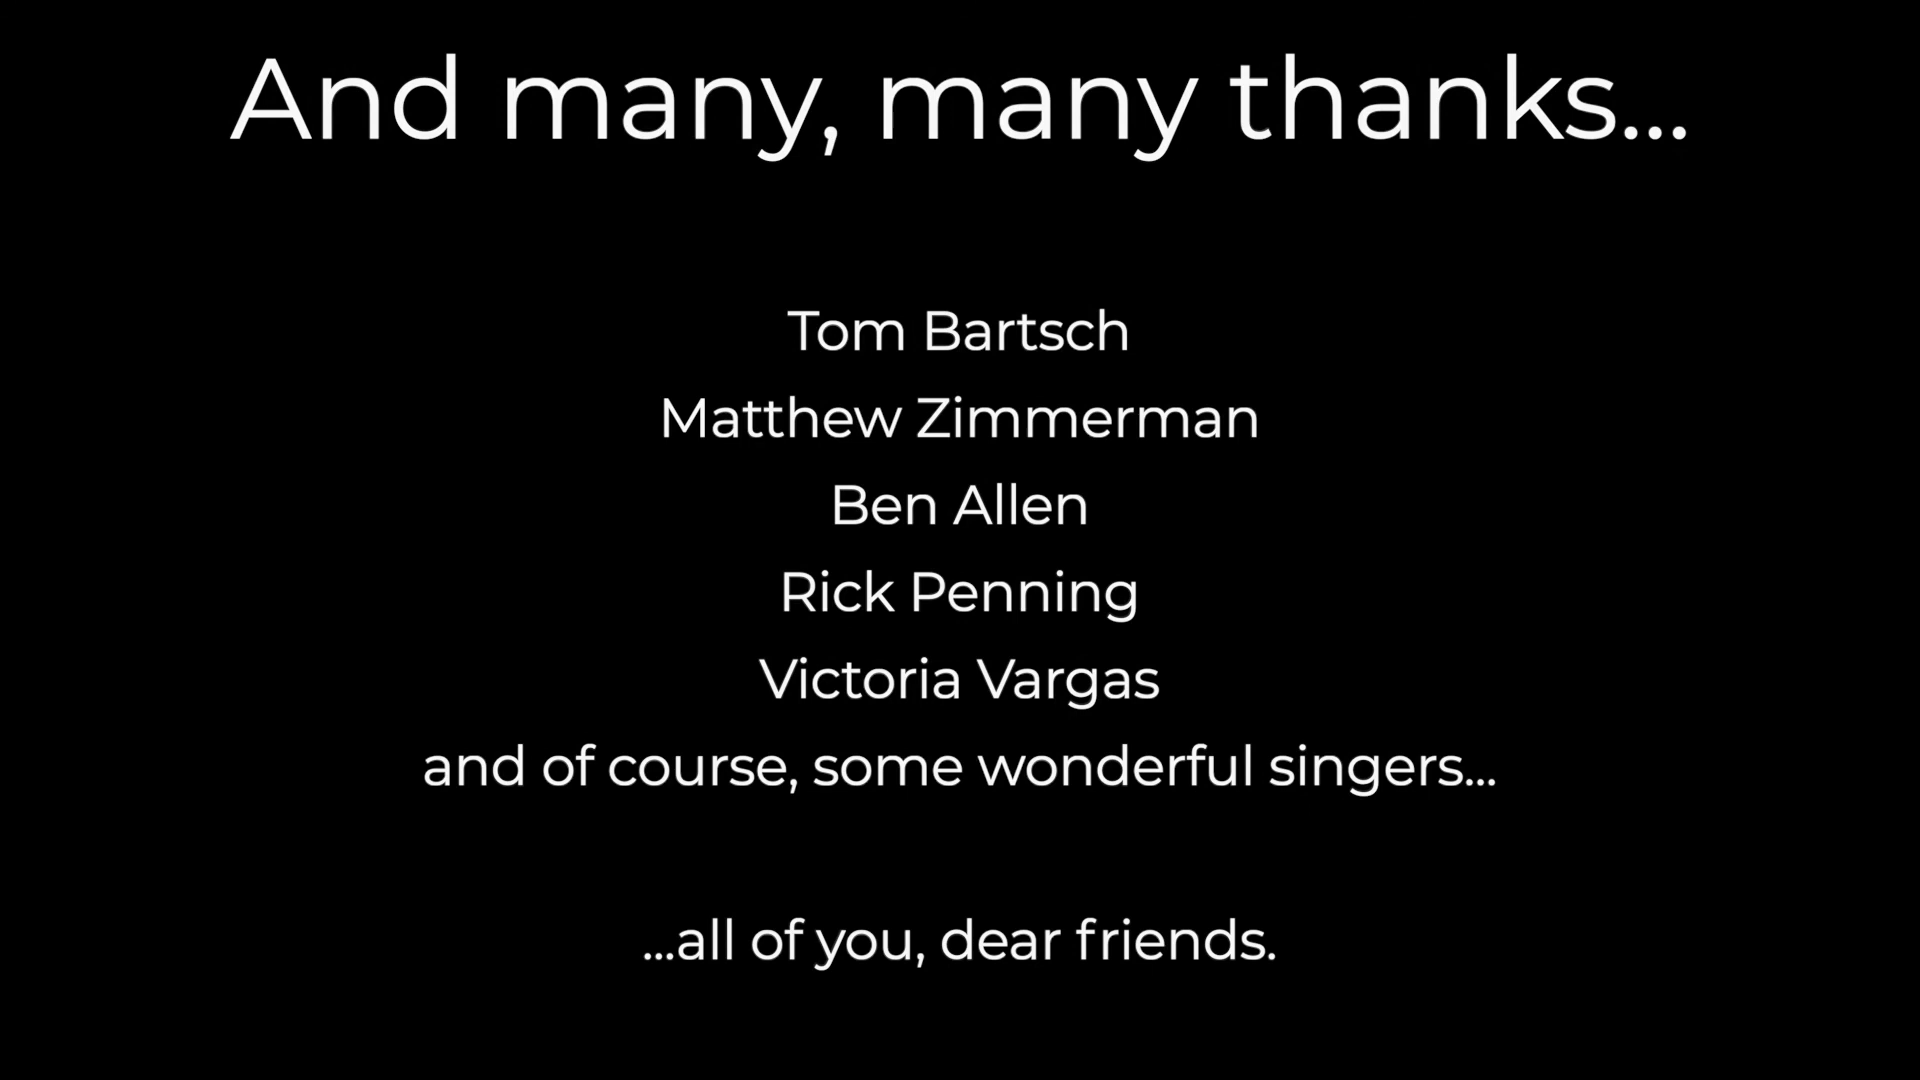 And many, many thanks...
Tom Bartsch
Matthew Zimmerman
Ben Allen
Rick Penning
Victoria Vargas
and of course, some wonderful singers...
...all of you, dear friends.